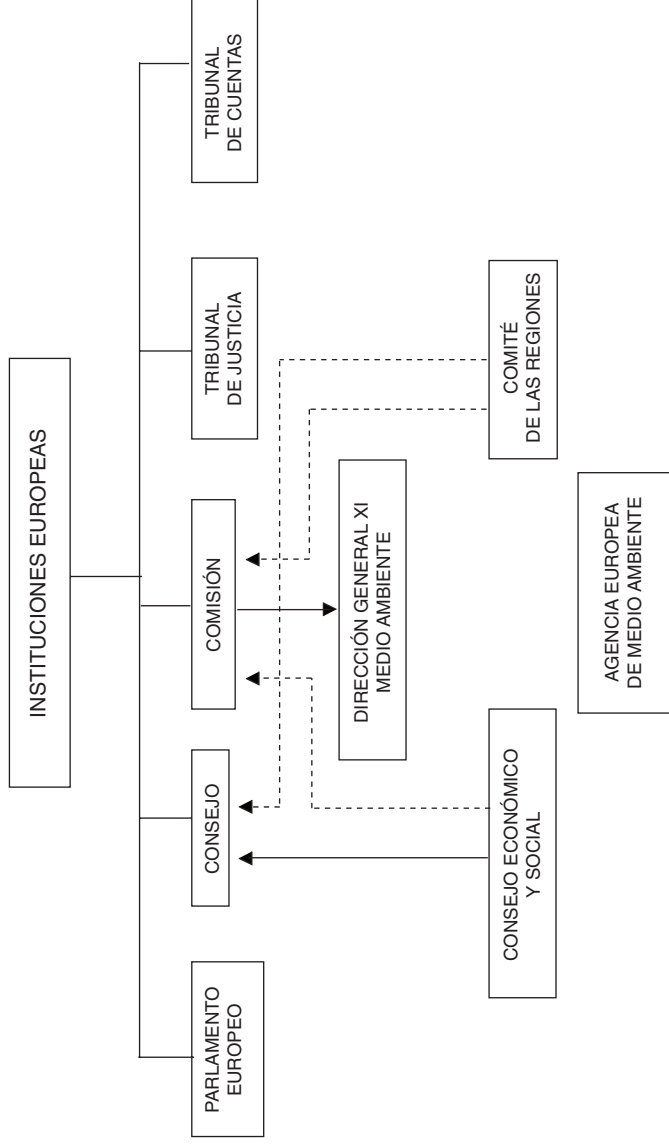 INSTITUCIONES EUROPEAS
PARLAMENTO
EUROPEO
CONSEJO
COMISIÓN
TRIBUNAL
DE JUSTICIA
TRIBUNAL
DE CUENTAS
DIRECCIÓN GENERAL XI
MEDIO AMBIENTE
CONSEJO ECONÓMICO
Y SOCIAL
COMITÉ
DE LAS REGIONES
AGENCIA EUROPEA
DE MEDIO AMBIENTE